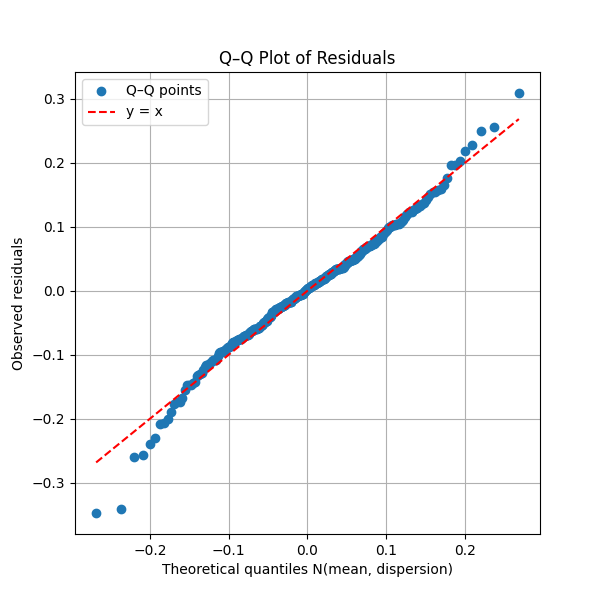 Q–Q Plot of Residuals
Q–Q points
y = x
0.3
0.2
0.1
0.0
−0.1
−0.2
−0.3
Observed residuals
−0.2
−0.1
0.0
0.1
0.2
Theoretical quantiles N(mean, dispersion)